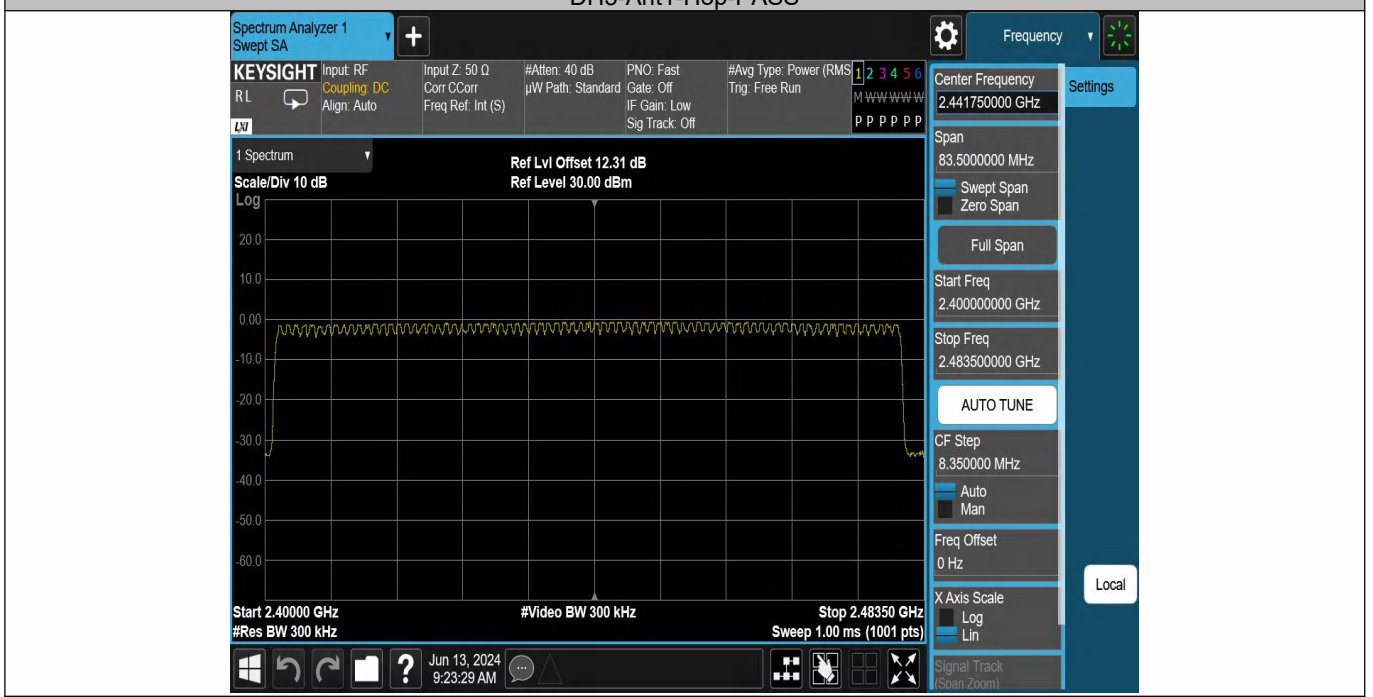 DH5-Ant1-Hop-PASS
Spectrum Analyzer 1
Swept SA
+
Frequency
KEYSIGHT
R L
LXI
Input: RF
Coupling: DC
Align: Auto
Input Z: 50 Ω
Corr CCorr
Freq Ref: Int (S)
#Atten: 40 dB
µW Path: Standard
PNO: Fast
Gate: Off
IF Gain: Low
Sig Track: Off
#Avg Type: Power (RMS
Trig: Free Run
1 2 3 4 5 6
M W W W W W
P P P P P P
Center Frequency
2.441750000 GHz
Settings
1 Spectrum
Ref Lvl Offset 12.31 dB
Scale/Div 10 dB
Ref Level 30.00 dBm
Log
20.0
10.0
0.00
-10.0
-20.0
-30.0
-40.0
-50.0
-60.0
Start 2.40000 GHz
#Video BW 300 kHz
Stop 2.48350 GHz
#Res BW 300 kHz
Sweep 1.00 ms (1001 pts)
Span
83.5000000 MHz
Swept Span
Zero Span
Full Span
Start Freq
2.400000000 GHz
Stop Freq
2.483500000 GHz
AUTO TUNE
CF Step
8.350000 MHz
Auto
Man
Freq Offset
0 Hz
X Axis Scale
Log
Lin
Signal Track
(Span Zoom)
Local
?
Jun 13, 2024
9:23:29 AM